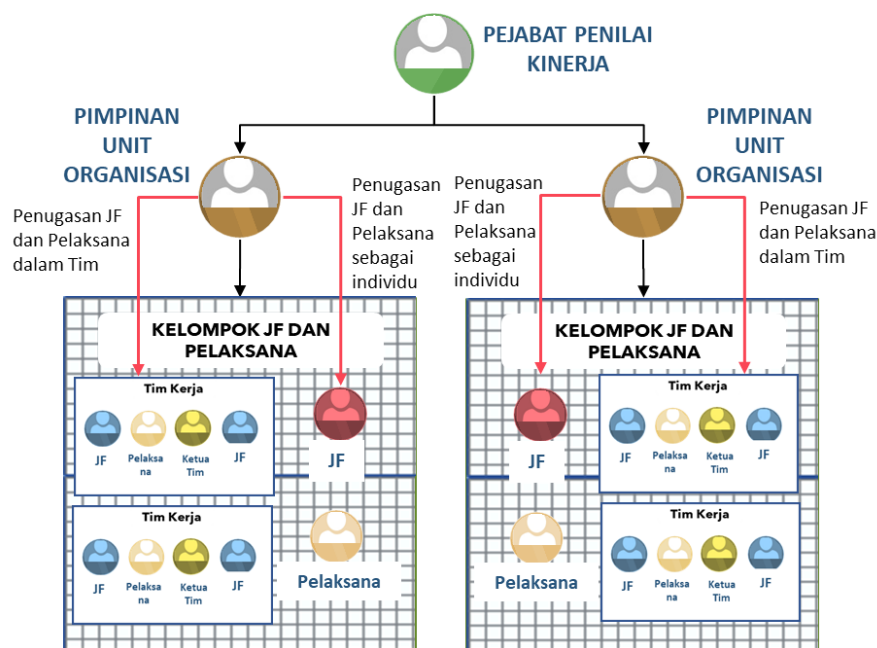 PEJABAT PENILAI
KINERJA
PIMPINAN
UNIT
ORGANISASI
PIMPINAN
UNIT
ORGANISASI
Penugasan JF
dan Pelaksana
dalam Tim
Penugasan
JF dan
Pelaksana
sebagai
individu
Penugasan
JF dan
Pelaksana
sebagai
individu
Penugasan JF
dan Pelaksana
dalam Tim
KELOMPOK JF DAN
PELAKSANA
Tim Kerja
JF
Pelaksa
na
Ketua
Tim
JF
JF
Tim Kerja
JF
Pelaksa
na
Ketua
Tim
JF
Pelaksana
KELOMPOK JF DAN
PELAKSANA
JF
Tim Kerja
JF
Pelaksa
na
Ketua
Tim
JF
Pelaksana
Tim Kerja
JF
Pelaksa
na
Ketua
Tim
JF